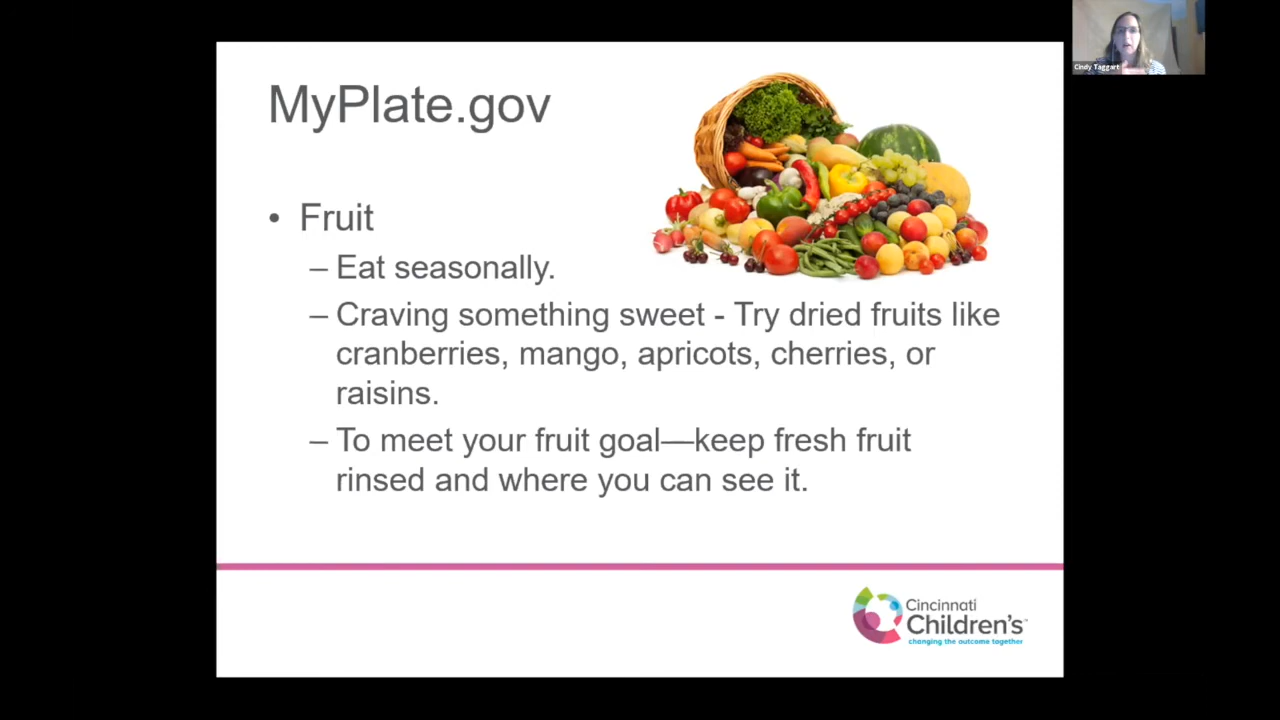 Cindy Taggart
MyPlate.gov
• Fruit
– Eat seasonally.
– Craving something sweet - Try dried fruits like
cranberries, mango, apricots, cherries, or
raisins.
– To meet your fruit goal—keep fresh fruit
rinsed and where you can see it.
Cincinnati
Children's™
changing the outcome together